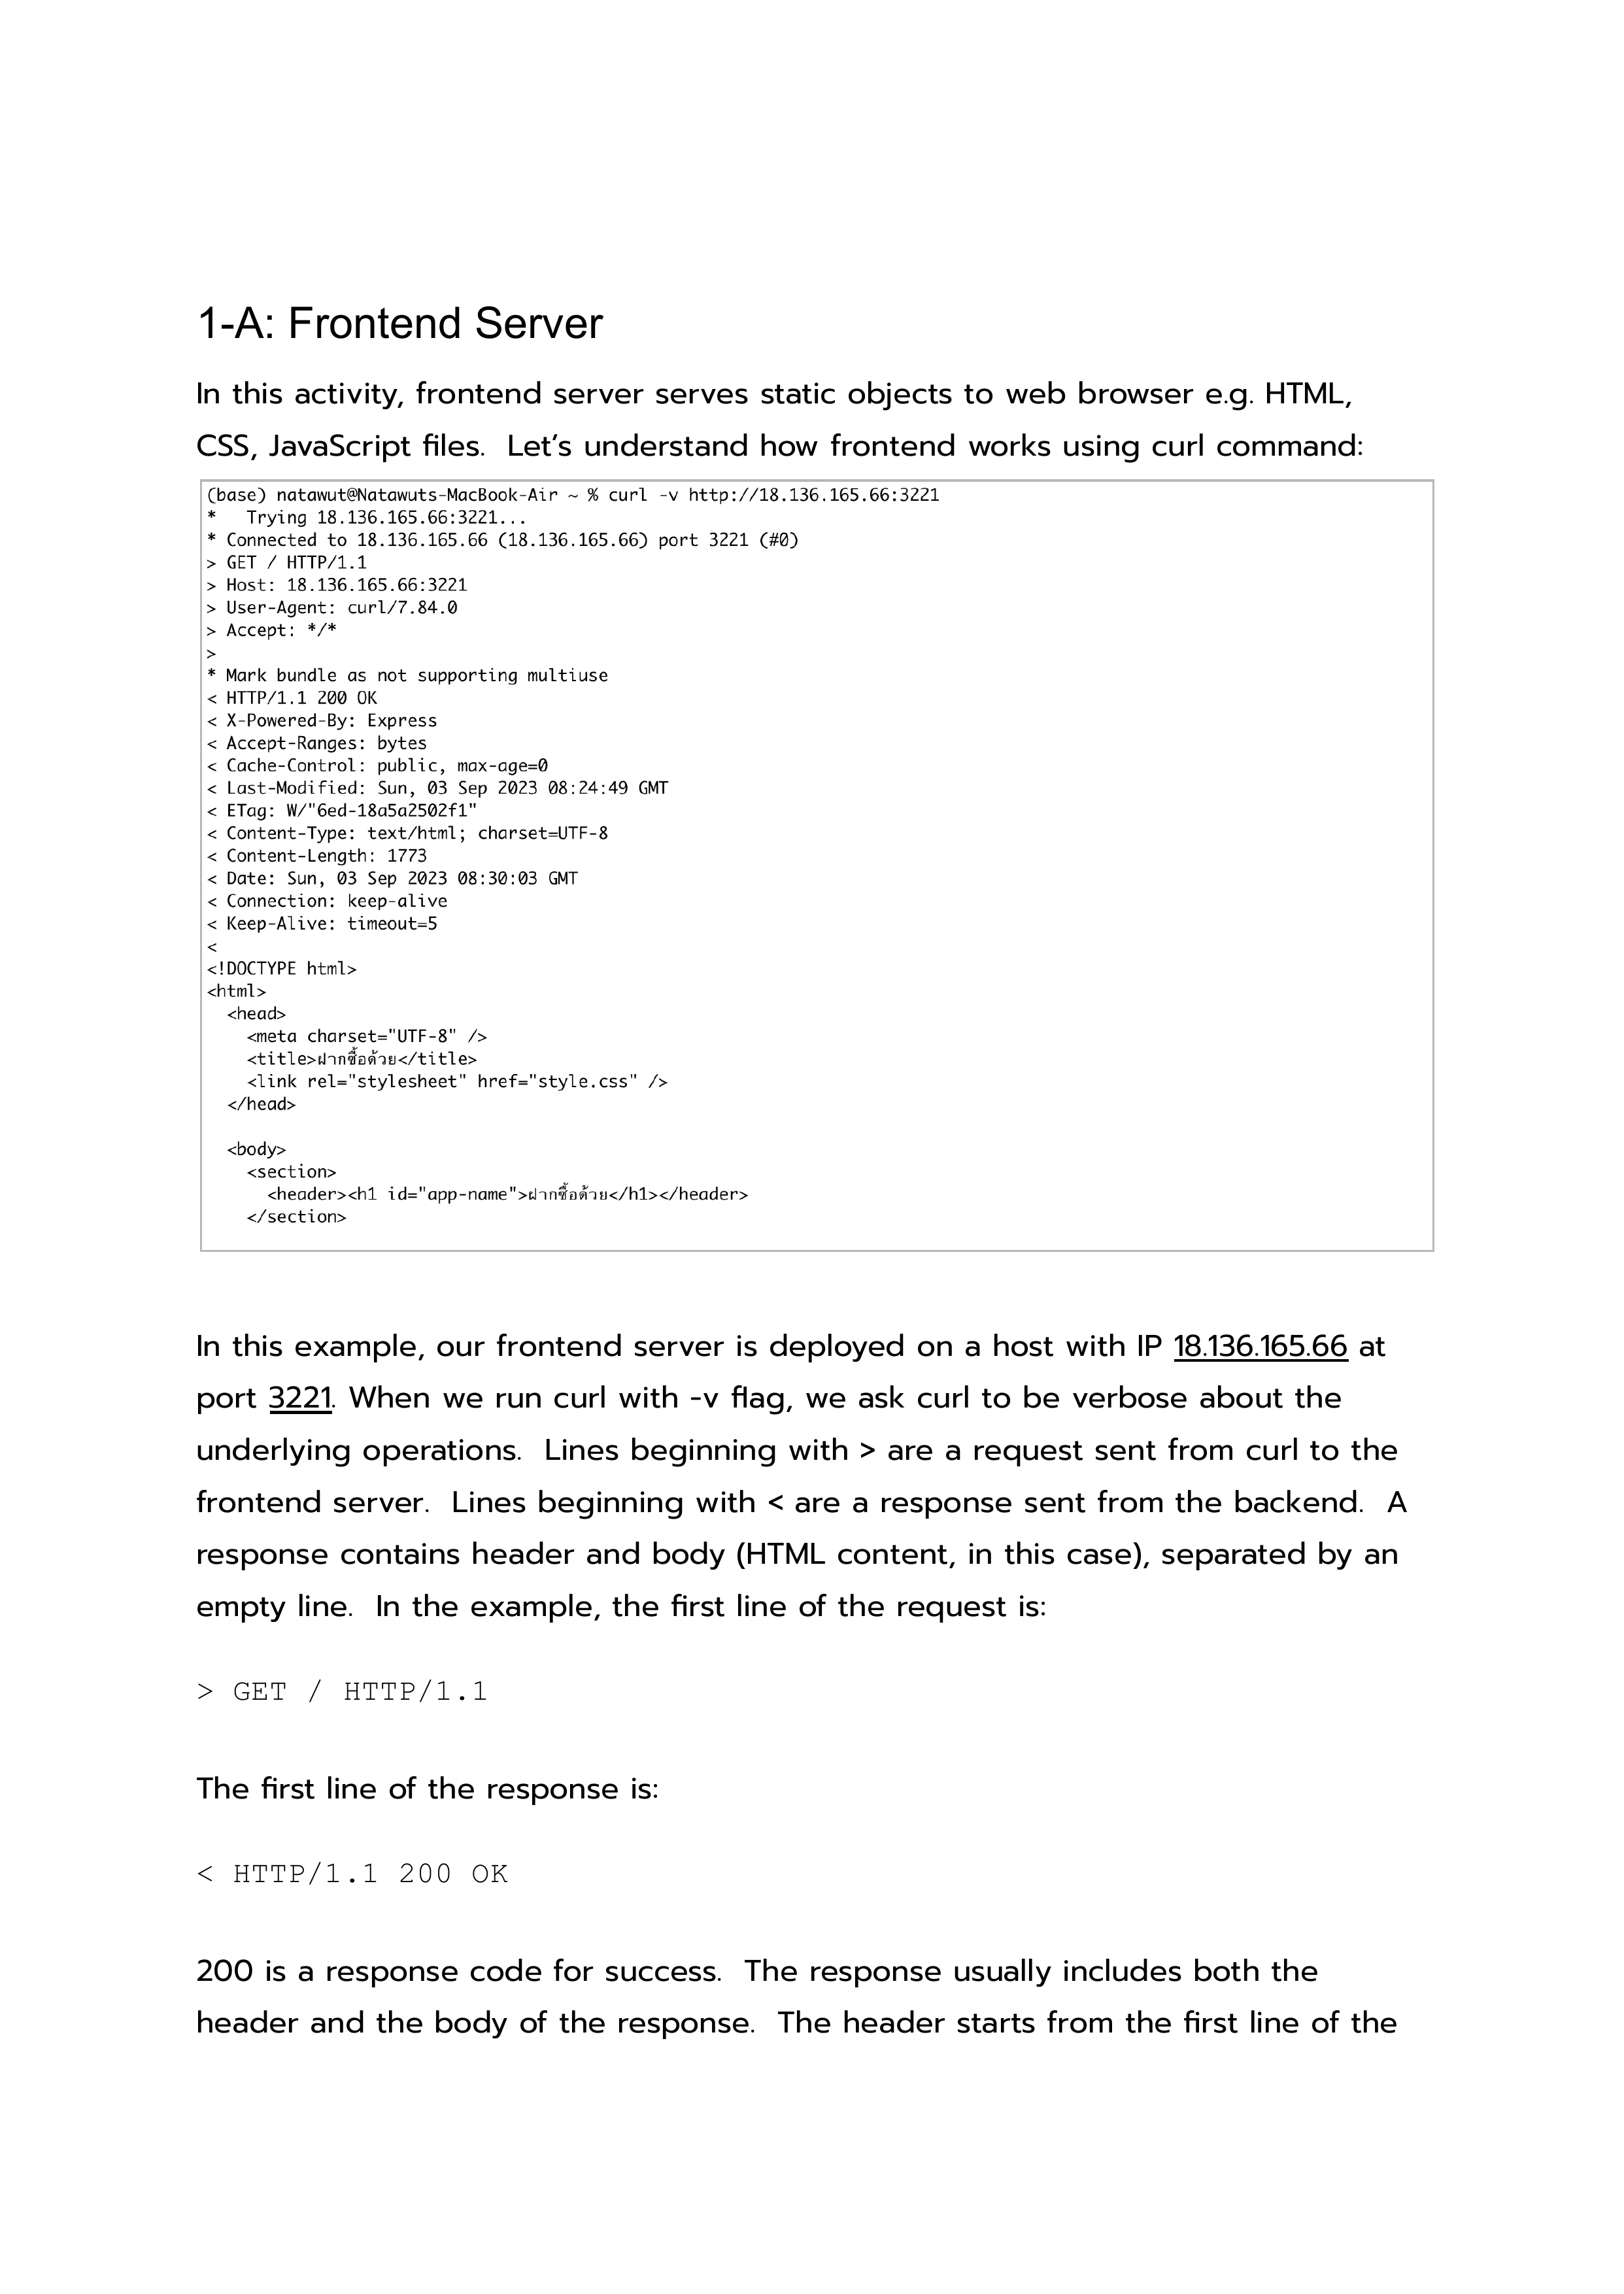 1-A: Frontend Server
In this activity, frontend server serves static objects to web browser e.g. HTML,
CSS, JavaScript files.  Let’s understand how frontend works using curl command:
(base) natawut@Natawuts-MacBook-Air ~ % curl -v http://18.136.165.66:3221
*   Trying 18.136.165.66:3221...
* Connected to 18.136.165.66 (18.136.165.66) port 3221 (#0)
> GET / HTTP/1.1
> Host: 18.136.165.66:3221
> User-Agent: curl/7.84.0
> Accept: */*
>
* Mark bundle as not supporting multiuse
< HTTP/1.1 200 OK
< X-Powered-By: Express
< Accept-Ranges: bytes
< Cache-Control: public, max-age=0
< Last-Modified: Sun, 03 Sep 2023 08:24:49 GMT
< ETag: W/"6ed-18a5a2502f1"
< Content-Type: text/html; charset=UTF-8
< Content-Length: 1773
< Date: Sun, 03 Sep 2023 08:30:03 GMT
< Connection: keep-alive
< Keep-Alive: timeout=5
<
<!DOCTYPE html>
<html>
  <head>
    <meta charset="UTF-8" />
    <title>ฝากซื้อด้วย</title>
    <link rel="stylesheet" href="style.css" />
  </head>
  <body>
    <section>
      <header><h1 id="app-name">ฝากซื้อด้วย</h1></header>
    </section>
In this example, our frontend server is deployed on a host with IP 18.136.165.66 at
port 3221. When we run curl with -v flag, we ask curl to be verbose about the
underlying operations.  Lines beginning with > are a request sent from curl to the
frontend server.  Lines beginning with < are a response sent from the backend.  A
response contains header and body (HTML content, in this case), separated by an
empty line.  In the example, the first line of the request is:
> GET / HTTP/1.1
The first line of the response is:
< HTTP/1.1 200 OK
200 is a response code for success.  The response usually includes both the
header and the body of the response.  The header starts from the first line of the